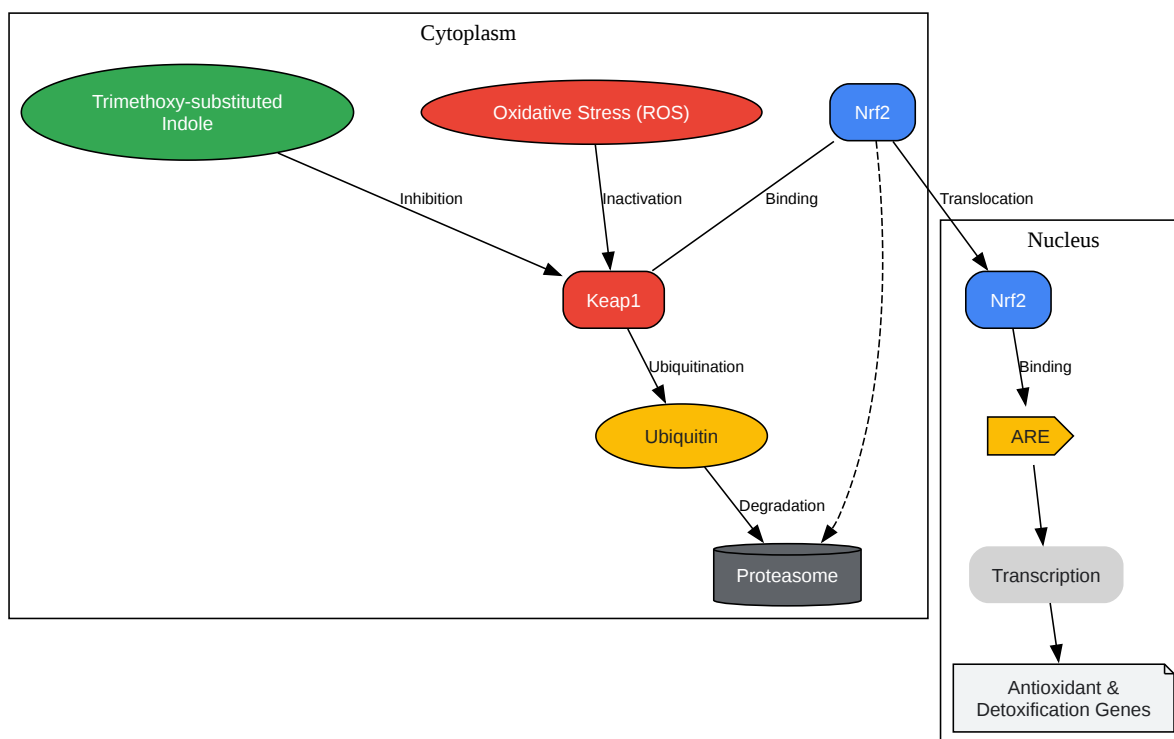 Cytoplasm
Trimethoxy-substituted
Indole
Oxidative Stress (ROS)
Nrf2
Inhibition
Inactivation
Binding
Translocation
Nucleus
Keap1
Nrf2
Ubiquitination
Binding
Ubiquitin
ARE
Degradation
Proteasome
Transcription
Antioxidant &
Detoxification Genes